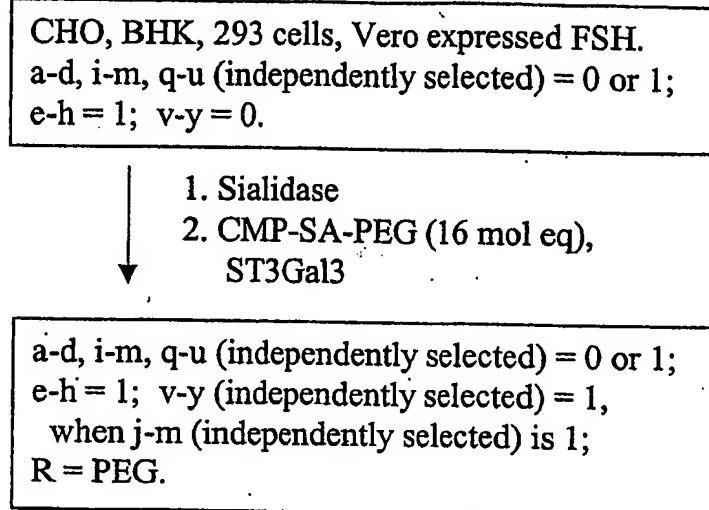 CHO, BHK, 293 cells, Vero expressed FSH.
a-d, i-m, q-u (independently selected) = 0 or 1;
e-h = 1; v-y = 0.
1. Sialidase
2. CMP-SA-PEG (16 mol eq),
ST3Gal3
a-d, i-m, q-u (independently selected) = 0 or 1;
e-h = 1; v-y (independently selected) = 1,
when j-m (independently selected) is 1;
R = PEG.